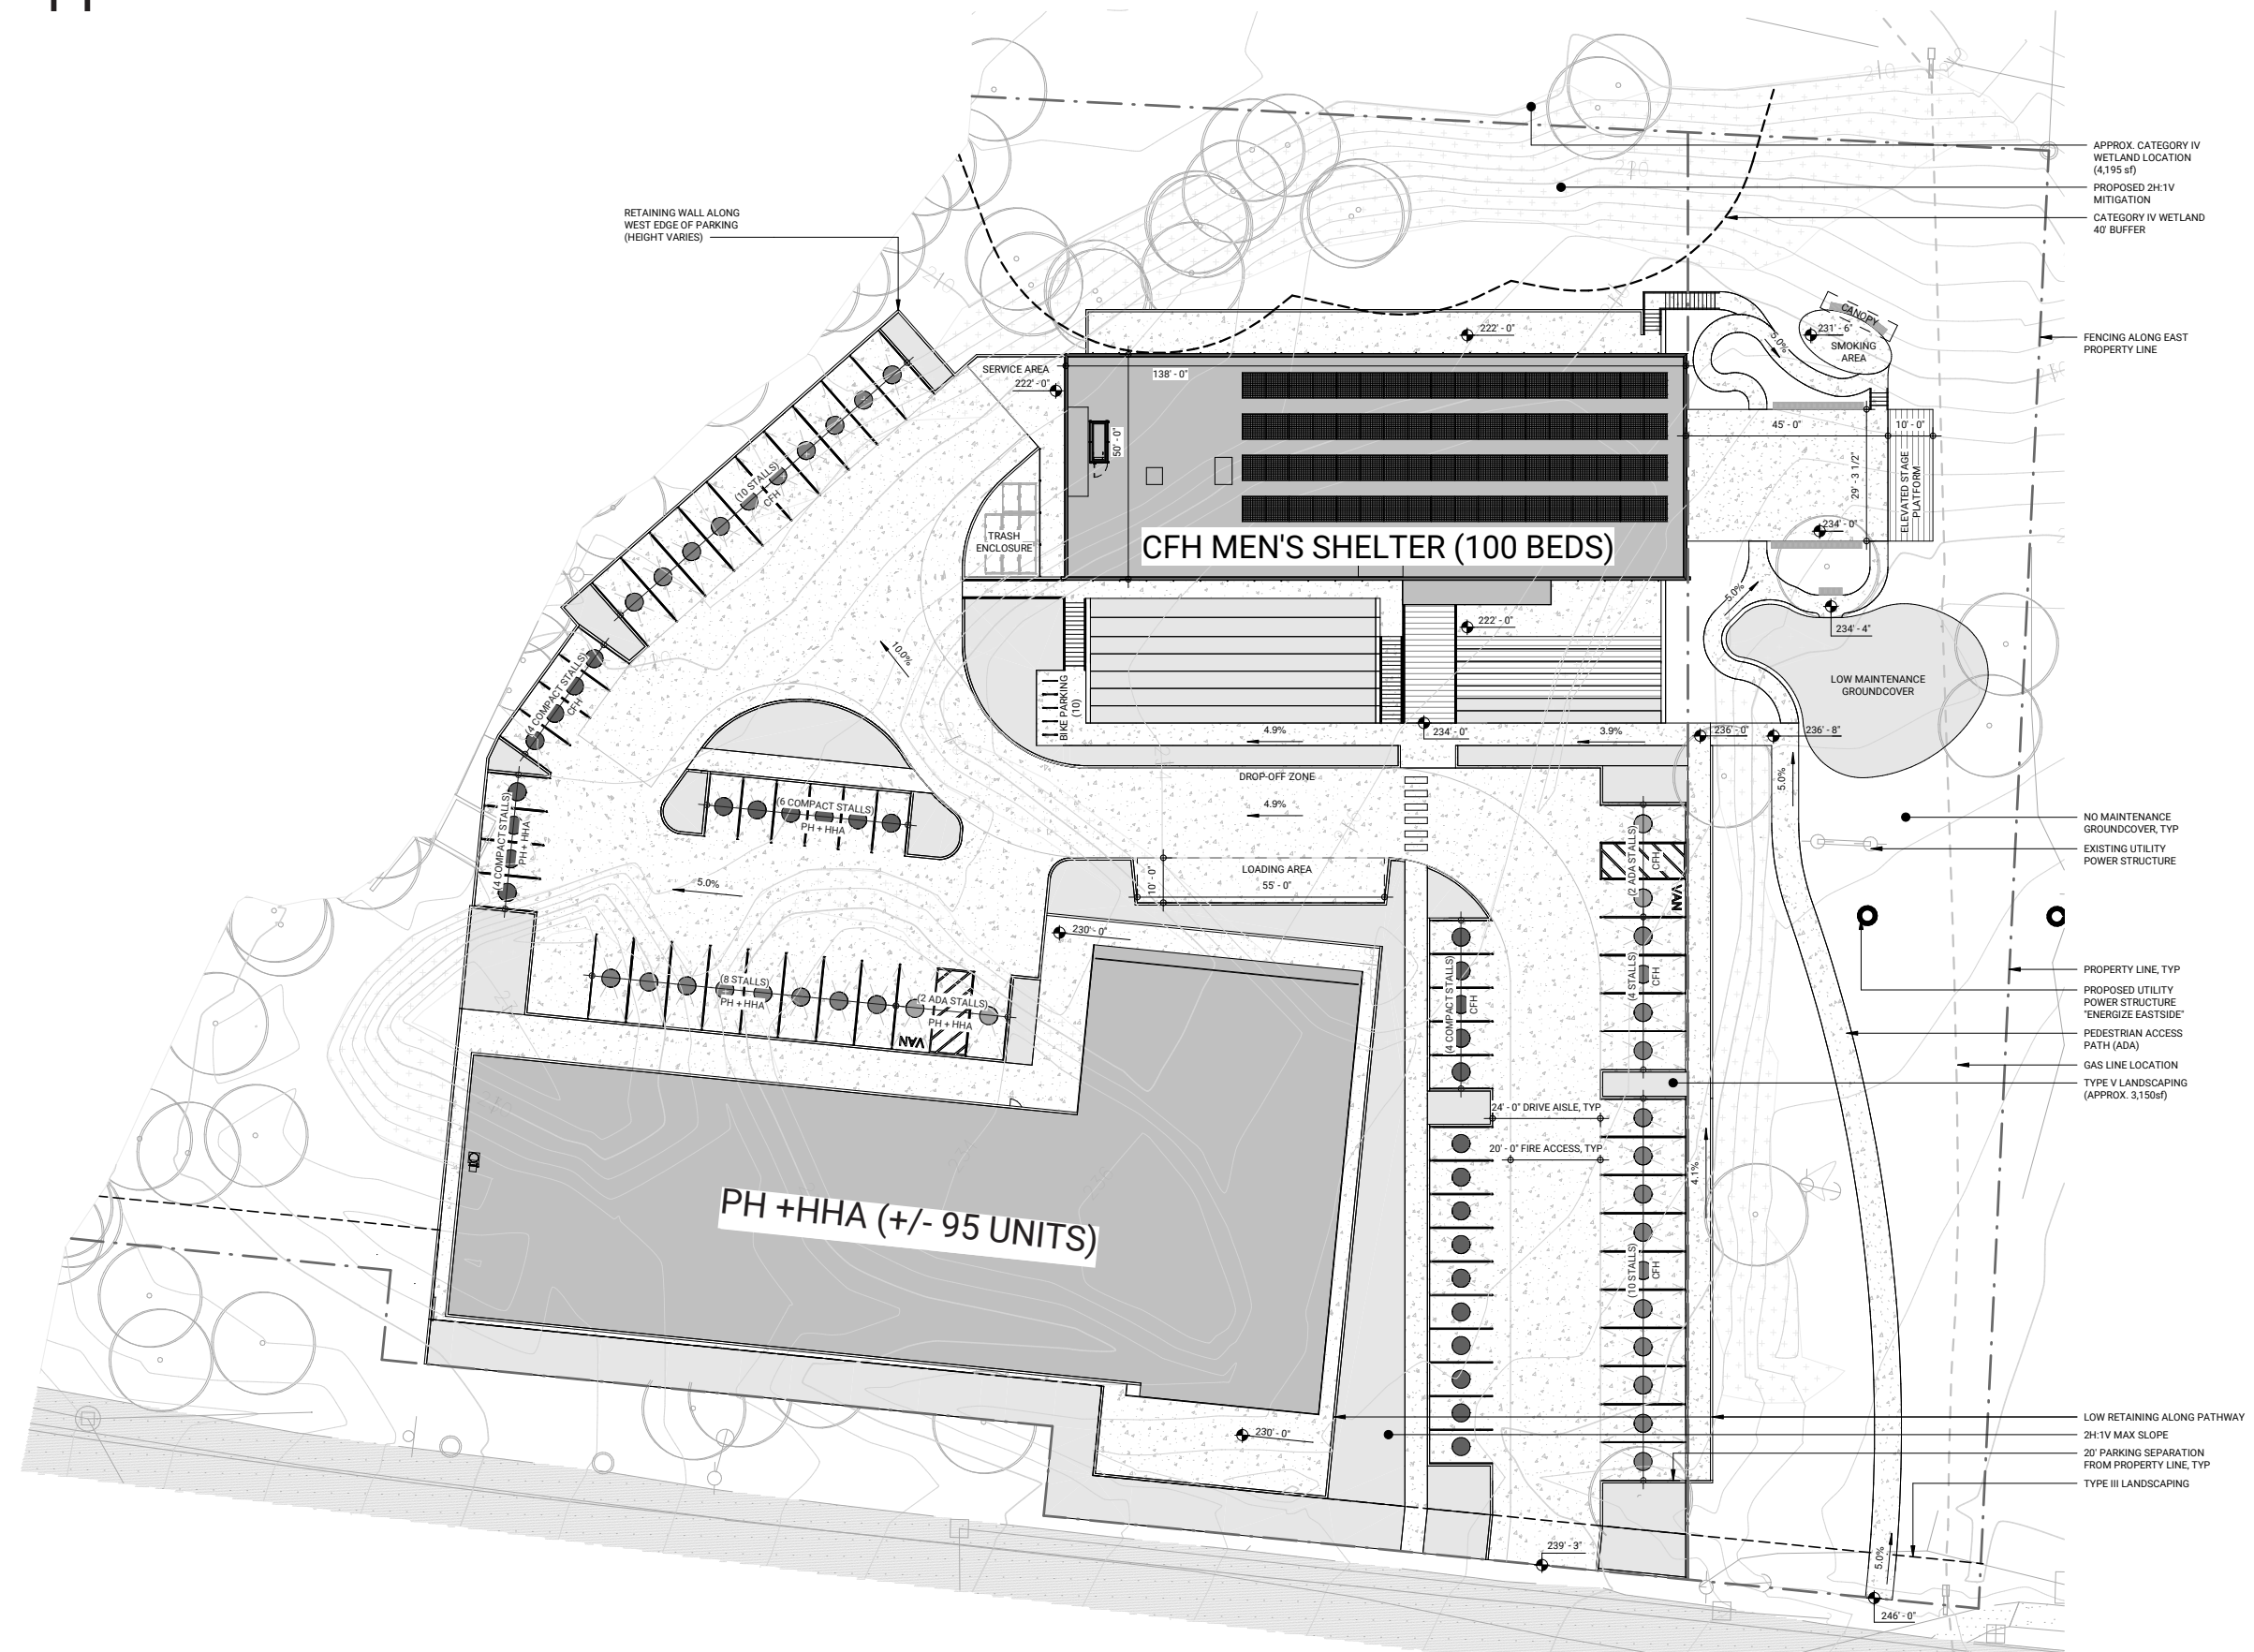 APPROX. CATEGORY IV
WETLAND LOCATION
(4,195 sf)
PROPOSED 2H:1V
MITIGATION
CATEGORY IV WETLAND
40' BUFFER
RETAINING WALL ALONG
WEST EDGE OF PARKING
(HEIGHT VARIES)
210
210
222' - 0"
CANOPY
231' - 6"
SMOKING
AREA
5.0%
FENCING ALONG EAST
PROPERTY LINE
SERVICE AREA
222' - 0"
138' - 0"
50' - 0"
45' - 0"
10' - 0"
29' - 3 1/2"
ELEVATED STAGE
PLATFORM
(10 STALLS)
CFH
TRASH
ENCLOSURE
CFH MEN'S SHELTER (100 BEDS)
234' - 0"
5.0%
234' - 4"
222' - 0"
10.0%
(4 COMPACT STALLS)
CFH
BIKE PARKING
(10)
LOW MAINTENANCE
GROUNDCOVER
4.9%
234' - 0"
3.9%
236' - 0"
236' - 8"
DROP-OFF ZONE
4.9%
5.0%
(4 COMPACT STALLS)
PH + HHA
(6 COMPACT STALLS)
PH + HHA
NO MAINTENANCE
GROUNDCOVER, TYP
EXISTING UTILITY
POWER STRUCTURE
LOADING AREA
55' - 0"
10' - 0"
(2 ADA STALLS)
CFH
VAN
5.0%
230' - 0"
(8 STALLS)
PH + HHA
(2 ADA STALLS)
PH + HHA
VAN
(4 COMPACT STALLS)
CFH
(4 STALLS)
CFH
PROPERTY LINE, TYP
PROPOSED UTILITY
POWER STRUCTURE
"ENERGIZE EASTSIDE"
PEDESTRIAN ACCESS
PATH (ADA)
GAS LINE LOCATION
TYPE V LANDSCAPING
(APPROX. 3,150sf)
24' - 0" DRIVE AISLE, TYP
20' - 0" FIRE ACCESS, TYP
4.1%
PH +HHA (+/- 95 UNITS)
(10 STALLS)
CFH
230' - 0"
LOW RETAINING ALONG PATHWAY
2H:1V MAX SLOPE
20' PARKING SEPARATION
FROM PROPERTY LINE, TYP
TYPE III LANDSCAPING
239' - 3"
5.0%
246' - 0"